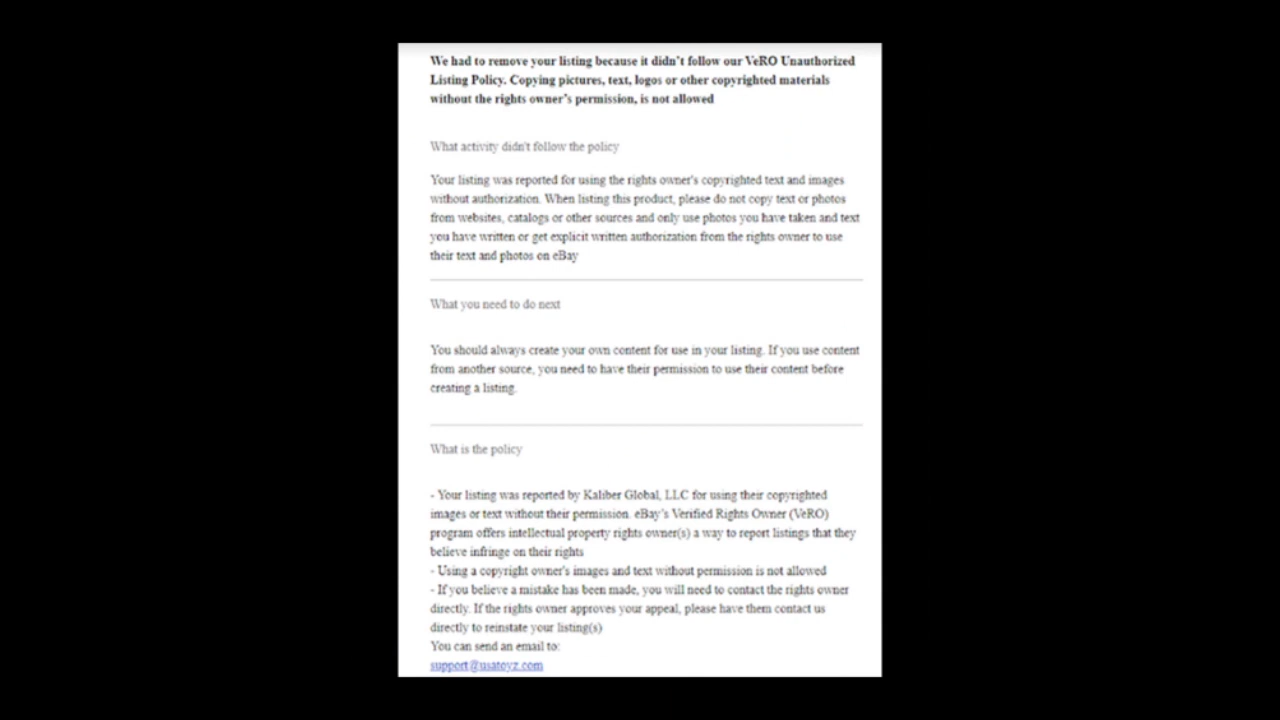 We had to remove your listing because it didn't follow our VeRO Unauthorized
Listing Policy. Copying pictures, text, logos or other copyrighted materials
without the rights owner's permission, is not allowed
What activity didn't follow the policy
Your listing was reported for using the rights owner's copyrighted text and images
without authorization. When listing this product, please do not copy text or photos
from websites, catalogs or other sources and only use photos you have taken and text
you have written or get explicit written authorization from the rights owner to use
their text and photos on eBay
What you need to do next
You should always create your own content for use in your listing. If you use content
from another source, you need to have their permission to use their content before
creating a listing.
What is the policy
- Your listing was reported by Kaliber Global, LLC for using their copyrighted
images or text without their permission. eBay's Verified Rights Owner (VeRO)
program offers intellectual property rights owner(s) a way to report listings that they
believe infringe on their rights
- Using a copyright owner's images and text without permission is not allowed
- If you believe a mistake has been made, you will need to contact the rights owner
directly. If the rights owner approves your appeal, please have them contact us
directly to reinstate your listing(s)
You can send an email to:
support@usatoyz.com